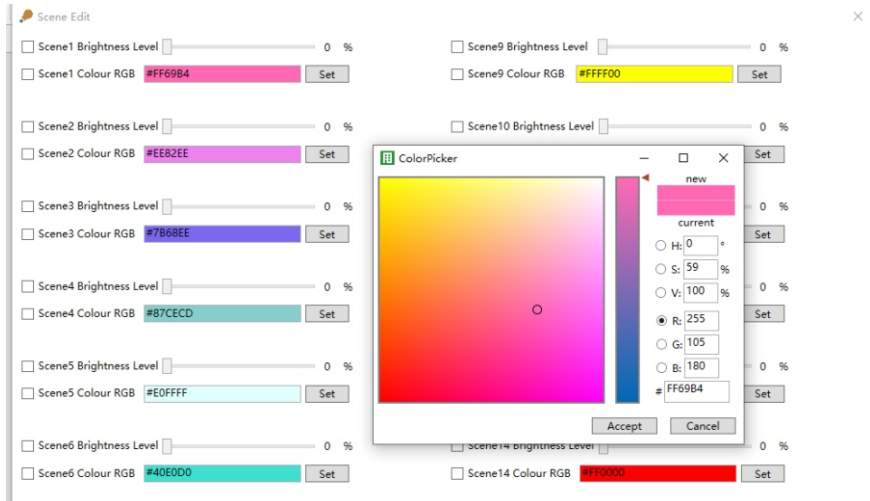 Scene Edit
Scene1 Brightness Level 0 %
Scene1 Colour RGB #FF69B4 Set
Scene2 Brightness Level 0 %
Scene2 Colour RGB #EE82EE Set
Scene3 Brightness Level 0 %
Scene3 Colour RGB #7B68EE Set
Scene4 Brightness Level 0 %
Scene4 Colour RGB #87CECD Set
Scene5 Brightness Level 0 %
Scene5 Colour RGB #E0FFFF Set
Scene6 Brightness Level 0 %
Scene6 Colour RGB #40E0D0 Set
Scene9 Brightness Level 0 %
Scene9 Colour RGB #FFFF00 Set
Scene10 Brightness Level 0 %
Set
0 %
Set
0 %
Set
0 %
Set
Scene14 Brightness Level 0 %
Scene14 Colour RGB #FF0000 Set
ColorPicker
new
current
H: 0 °
S: 59 %
V: 100 %
R: 255
G: 105
B: 180
# FF69B4
Accept Cancel